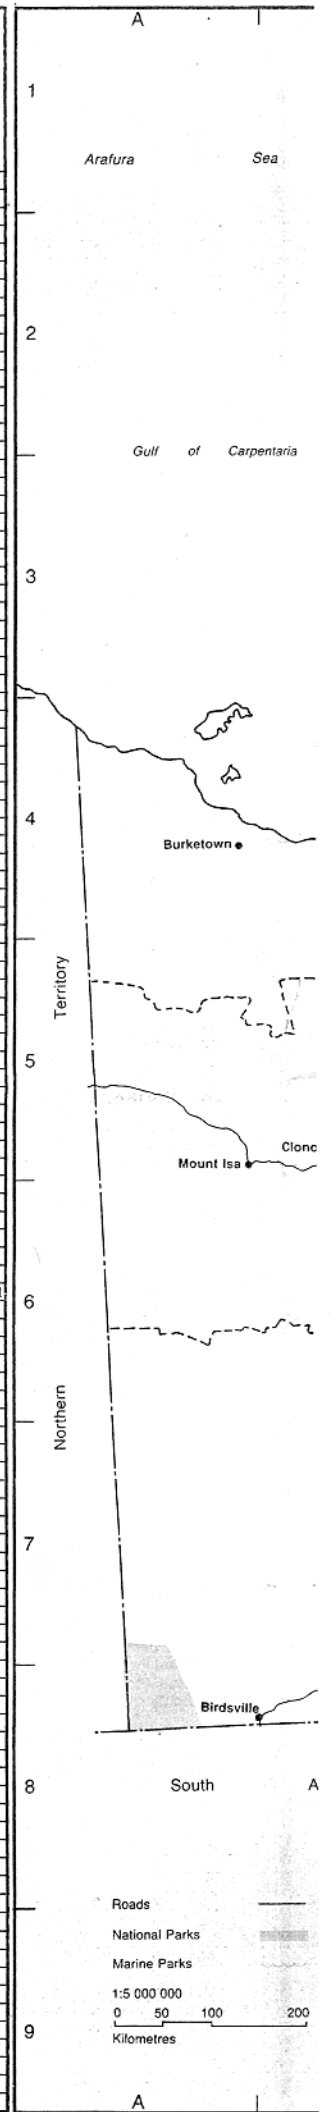 A
1
Arafura Sea
2
Gulf of Carpentaria
3
4
Burketown
Territory
5
Clonc
Mount Isa
6
Northern
7
Birdsville
8
South A
Roads
National Parks
Marine Parks
1:5 000 000
0 50 100 200
9
Kilometres
A